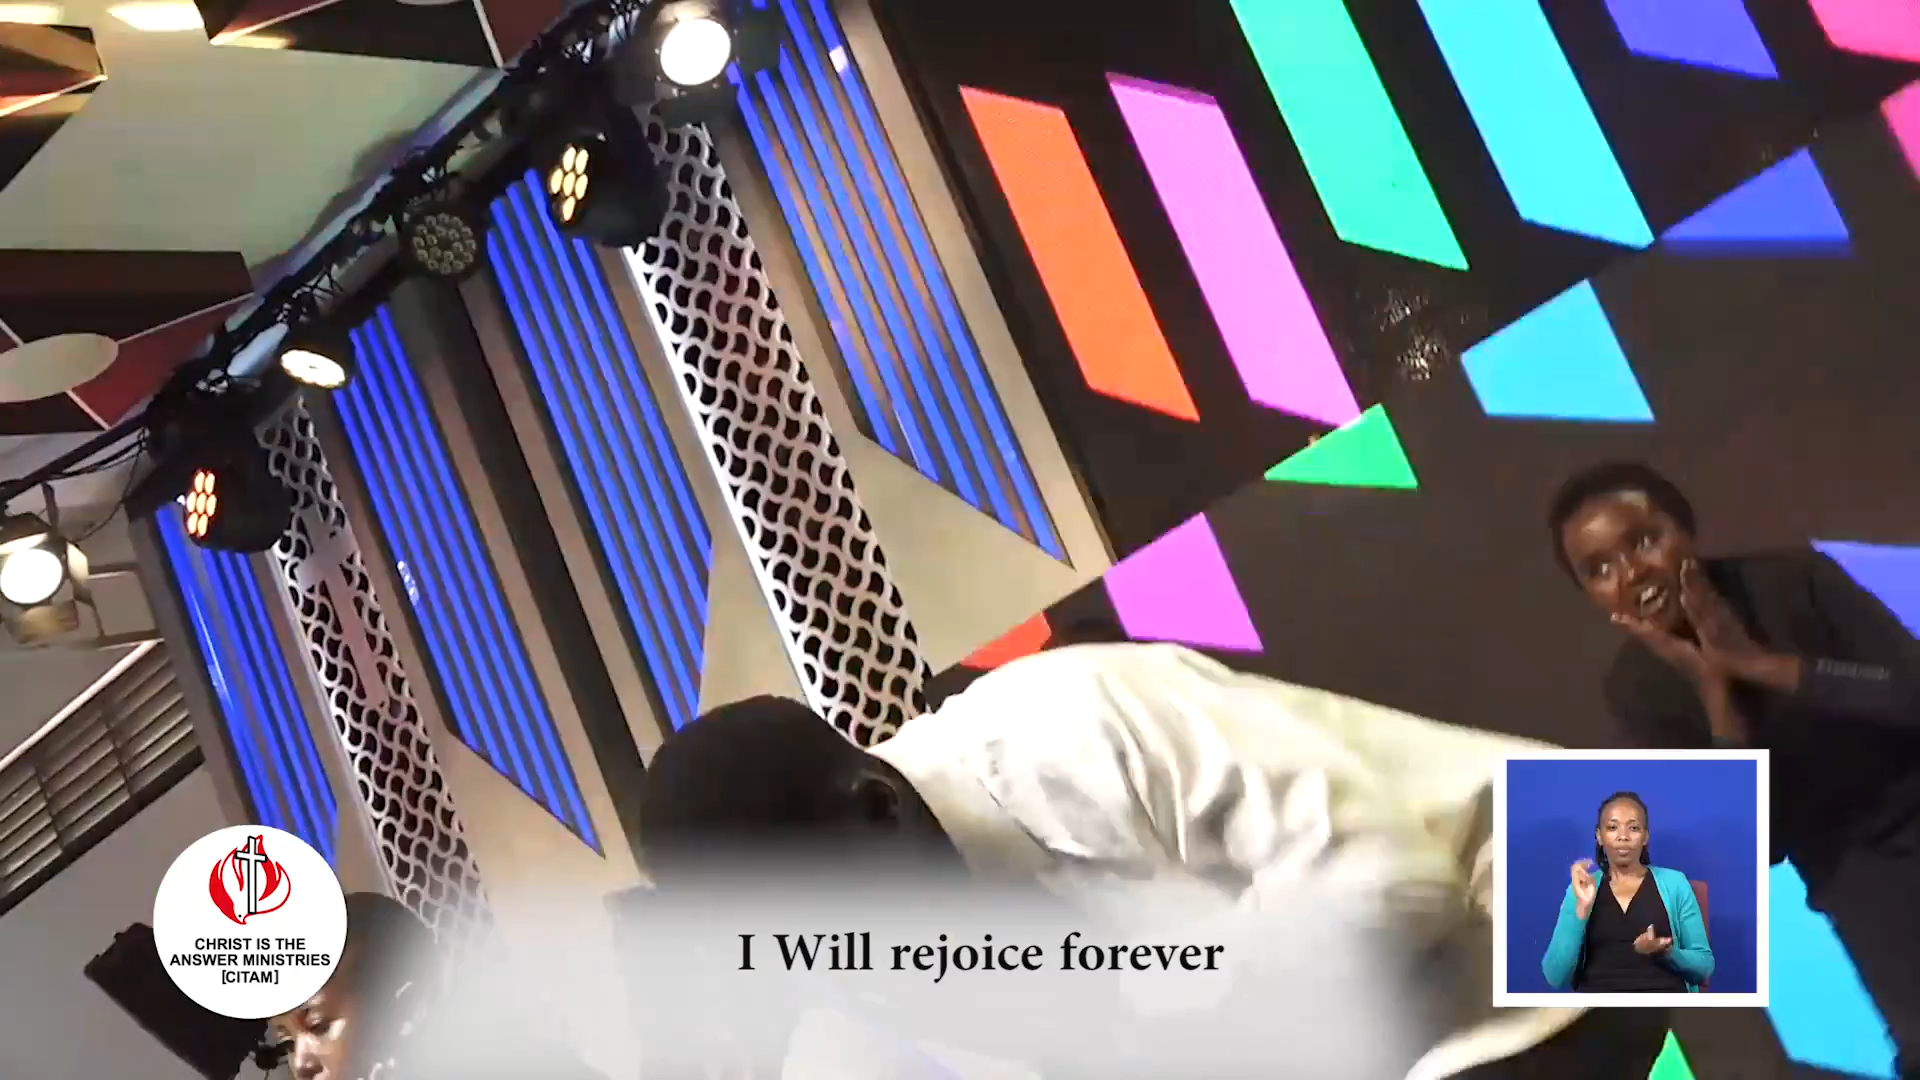 CHRIST IS THE
ANSWER MINISTRIES
[CITAM]
I Will rejoice forever